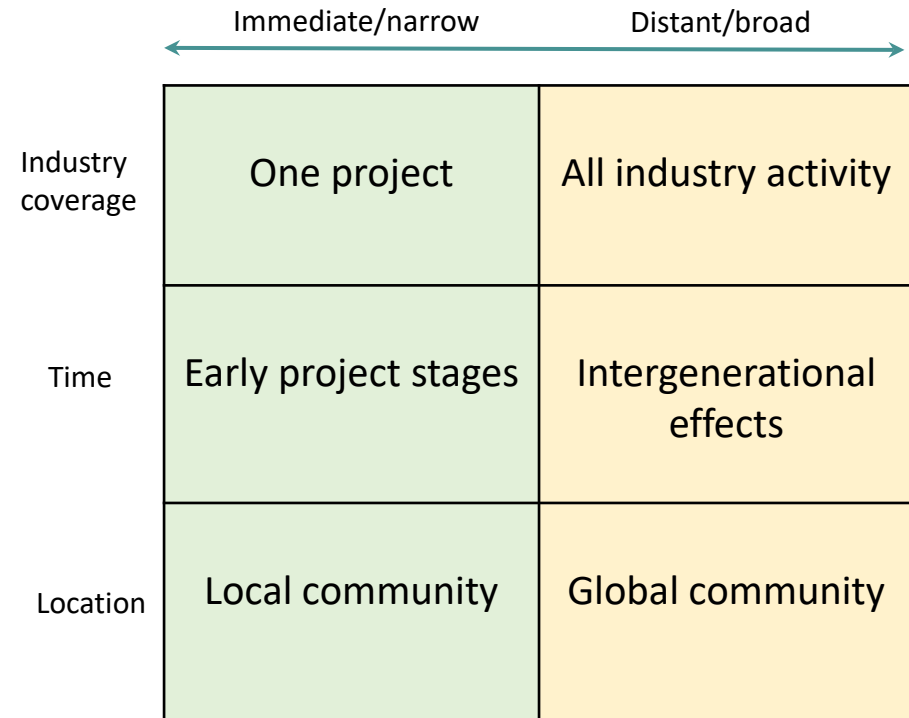 Immediate/narrow Distant/broad
Industry
coverage
One project
All industry activity
Time
Early project stages
Intergenerational
effects
Location
Local community
Global community